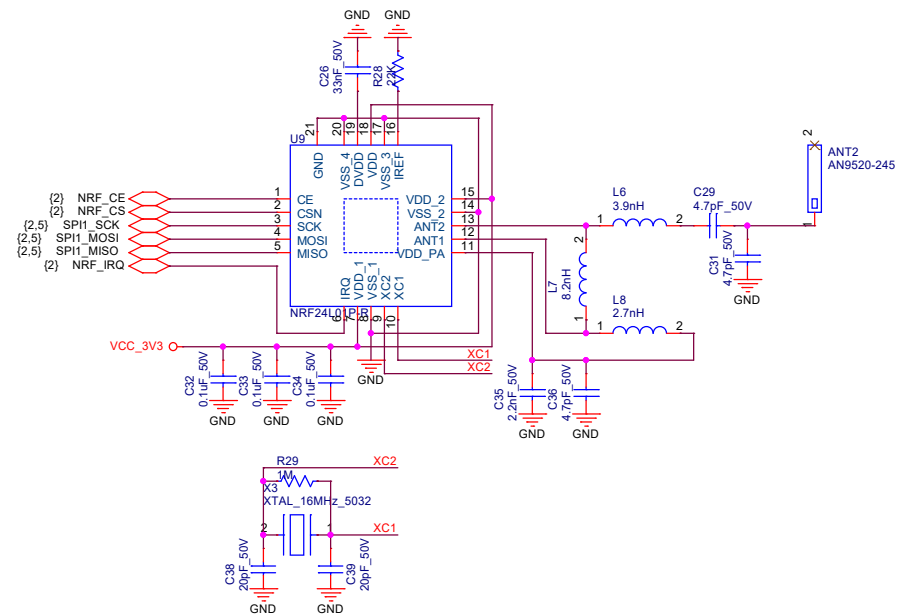 GND GND
C26
33nF_50V
R28
22K
21
20
19
18
17
16
U9
GND
VSS_4
DVDD
VDD
VSS_3
IREF
2
ANT2
AN9520-245
1
{2} NRF_CE 1 CE
{2} NRF_CS 2 CSN
{2,5} SPI1_SCK 3 SCK
{2,5} SPI1_MOSI 4 MOSI
{2,5} SPI1_MISO 5 MISO
{2} NRF_IRQ
VDD_2 15
VSS_2 14
ANT2 13
ANT1 12
VDD_PA 11
IRQ
VDD_1
VSS_1
XC2
XC1
NRF24L01P-R
6
7
8
9
10
L6
3.9nH
1 2
C29
4.7pF_50V
C31
4.7pF_50V
GND
2
L7
8.2nH
1
L8
2.7nH
1 2
VCC_3V3
XC1
XC2
GND
C32
0.1uF_50V
C33
0.1uF_50V
C34
0.1uF_50V
GND GND GND
C35
2.2nF_50V
C36
4.7pF_50V
GND GND
R29
1M
XC2
X3
XTAL_16MHz_5032
2 1
XC1
C38
20pF_50V
C39
20pF_50V
GND GND